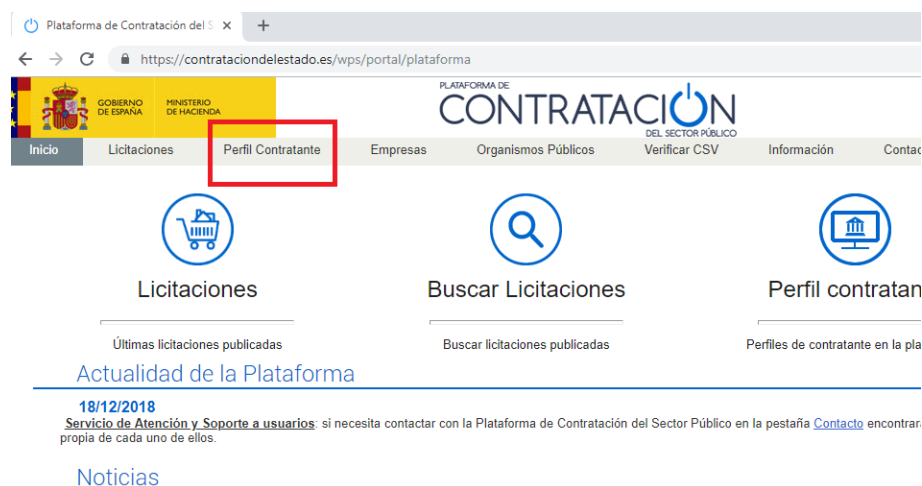 Plataforma de Contratación del S
https://contrataciondelestado.es/wps/portal/plataforma
GOBIERNO DE ESPAÑA
MINISTERIO DE HACIENDA
PLATAFORMA DE
CONTRATACIÓN
DEL SECTOR PÚBLICO
Inicio Licitaciones Perfil Contratante Empresas Organismos Públicos Verificar CSV Información Contac
Licitaciones Buscar Licitaciones Perfil contratan
Últimas licitaciones publicadas Buscar licitaciones publicadas Perfiles de contratante en la pla
Actualidad de la Plataforma
18/12/2018
Servicio de Atención y Soporte a usuarios: si necesita contactar con la Plataforma de Contratación del Sector Público en la pestaña Contacto encontrar
propia de cada uno de ellos.
Noticias